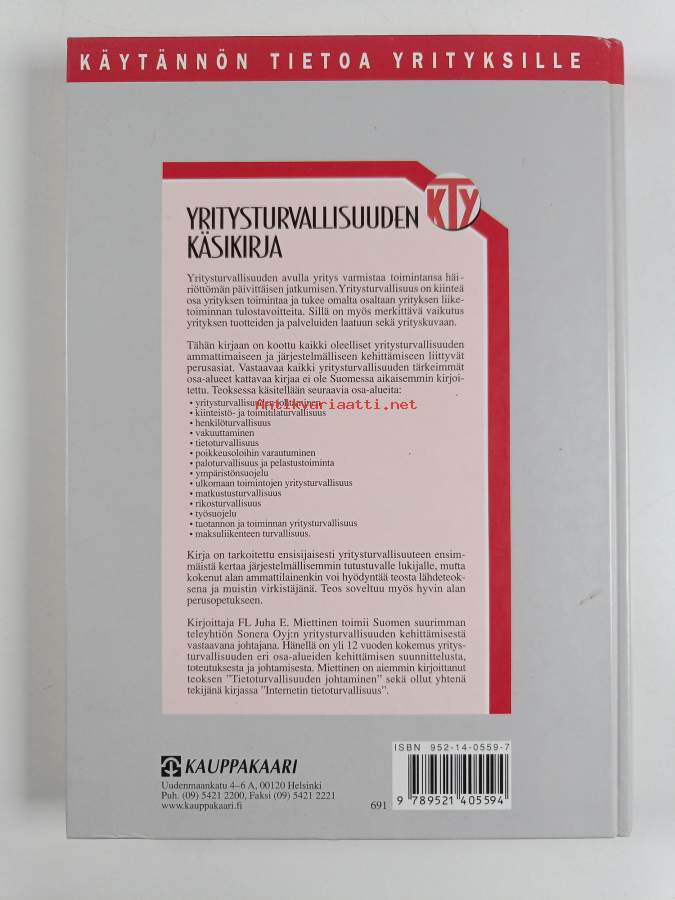 KÄYTÄNNÖN TIETOA YRITYKSILLE
KTY
YRITYSTURVALLISUUDEN
KÄSIKIRJA
Yritysturvallisuuden avulla yritys varmistaa toimintansa häi-
riöttömän päivittäisen jatkumisen. Yritysturvallisuus on kiinteä
osa yrityksen toimintaa ja tukee omalta osaltaan yrityksen liike-
toiminnan tulostavoitteita. Sillä on myös merkittävä vaikutus
yrityksen tuotteiden ja palveluiden laatuun sekä yrityskuvaan.
Tähän kirjaan on koottu kaikki oleelliset yritysturvallisuuden
ammattimaiseen ja järjestelmälliseen kehittämiseen liittyvät
perusasiat. Vastaavaa kaikki yritysturvallisuuden tärkeimmät
osa-alueet kattavaa kirjaa ei ole Suomessa aikaisemmin kirjoi-
tettu. Teoksessa käsitellään seuraavia osa-alueita:
• yritysturvallisuuden johtaminen
Antikvariaatti.net
• kiinteistö- ja toimitilaturvallisuus
• henkilöturvallisuus
• vakuuttaminen
• tietoturvallisuus
• poikkeusoloihin varautuminen
• paloturvallisuus ja pelastustoiminta
• ympäristönsuojelu
• ulkomaan toimintojen yritysturvallisuus
• matkustusturvallisuus
• rikosturvallisuus
• työsuojelu
• tuotannon ja toiminnan yritysturvallisuus
• maksuliikenteen turvallisuus.
Kirja on tarkoitettu ensisijaisesti yritysturvallisuuteen ensim-
mäistä kertaa järjestelmällisemmin tutustuvalle lukijalle, mutta
kokenut alan ammattilainenkin voi hyödyntää teosta lähdeteok-
sena ja muistin virkistäjänä. Teos soveltuu myös hyvin alan
perusopetukseen.
Kirjoittaja FL Juha E. Miettinen toimii Suomen suurimman
teleyhtiön Sonera Oyj:n yritysturvallisuuden kehittämisestä
vastaavana johtajana. Hänellä on yli 12 vuoden kokemus yritys-
turvallisuuden eri osa-alueiden kehittämisen suunnittelusta,
toteutuksesta ja johtamisesta. Miettinen on aiemmin kirjoittanut
teoksen "Tietoturvallisuuden johtaminen" sekä ollut yhtenä
tekijänä kirjassa "Internetin tietoturvallisuus".
KAUPPAKAARI
Uudenmaankatu 4–6 A, 00120 Helsinki
Puh. (09) 5421 2200, Faksi (09) 5421 2221
www.kauppakaari.fi
691
ISBN 952-14-0559-7
9 789521 405594